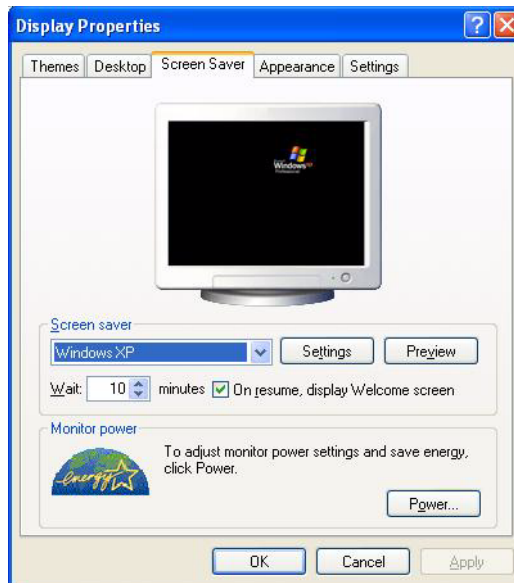 Display Properties
Themes Desktop Screen Saver Appearance Settings
Windows xp
Professional
Screen saver
Windows XP Settings Preview
Wait: 10 minutes On resume, display Welcome screen
Monitor power
energy
To adjust monitor power settings and save energy,
click Power.
Power...
OK Cancel Apply